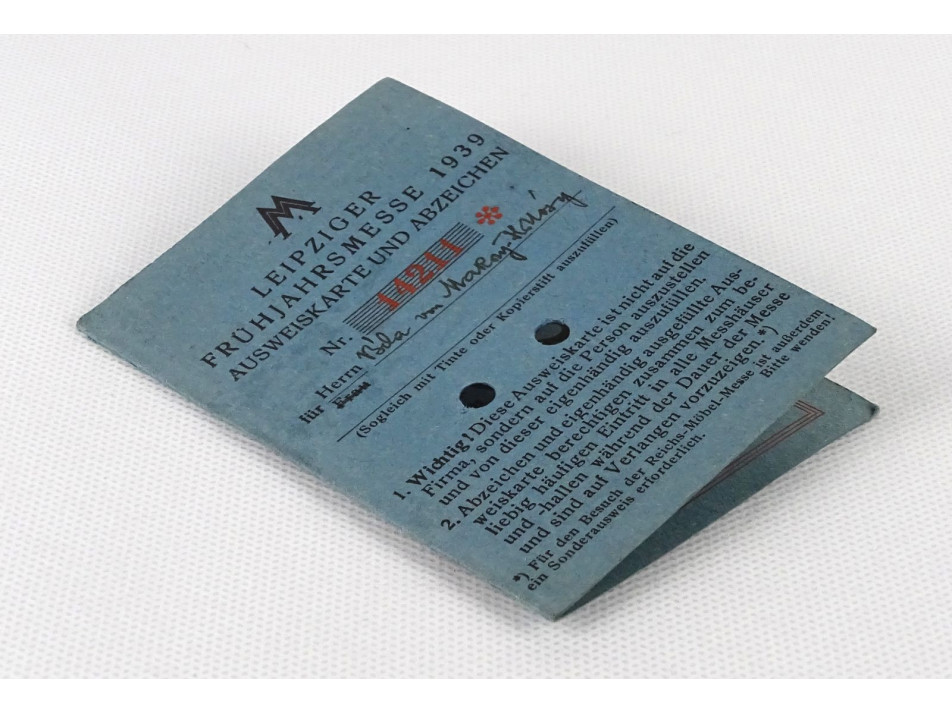 M
LEIPZIGER
FRÜHJAHRSMESSE 1939
AUSWEISKARTE UND ABZEICHEN
Nr. 14211 *
für Herrn Frau von
(Sogleich mit Tinte oder Kopierstift auszufüllen)
1. Wichtig! Diese Ausweiskarte ist nicht auf die
Firma, sondern auf die Person auszustellen
und von dieser eigenhändig auszufüllen.
2. Abzeichen und eigenhändig ausgefüllte Aus-
weiskarte berechtigen zusammen zum be-
liebig häufigen Eintritt in alle Messhäuser
und -hallen während der Dauer der Messe
und sind auf Verlangen vorzuzeigen.*)
*) Für den Besuch der Reichs-Möbel-Messe ist außerdem
ein Sonderausweis erforderlich.
Bitte wenden!